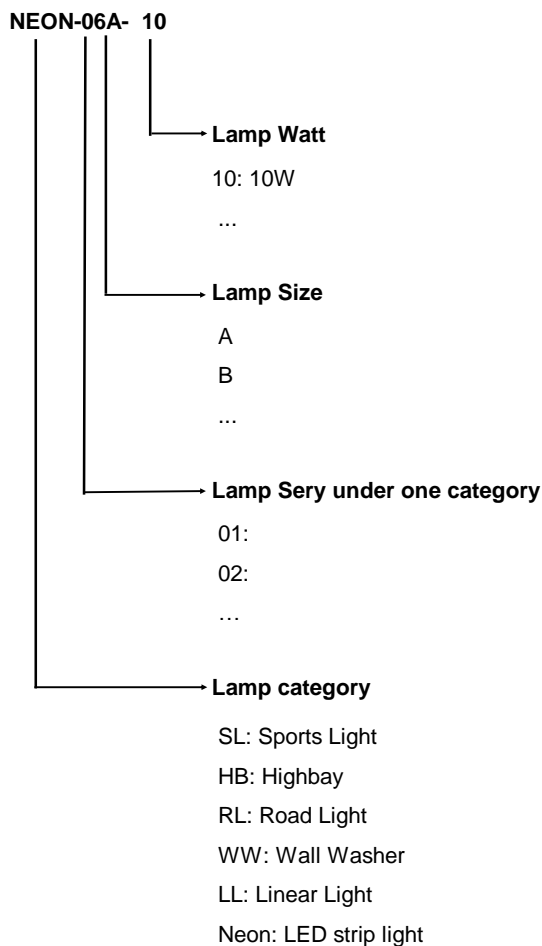 NEON-06A- 10
Lamp Watt
10: 10W
...
Lamp Size
A
B
...
Lamp Sery under one category
01:
02:
…
Lamp category
SL: Sports Light
HB: Highbay
RL: Road Light
WW: Wall Washer
LL: Linear Light
Neon: LED strip light